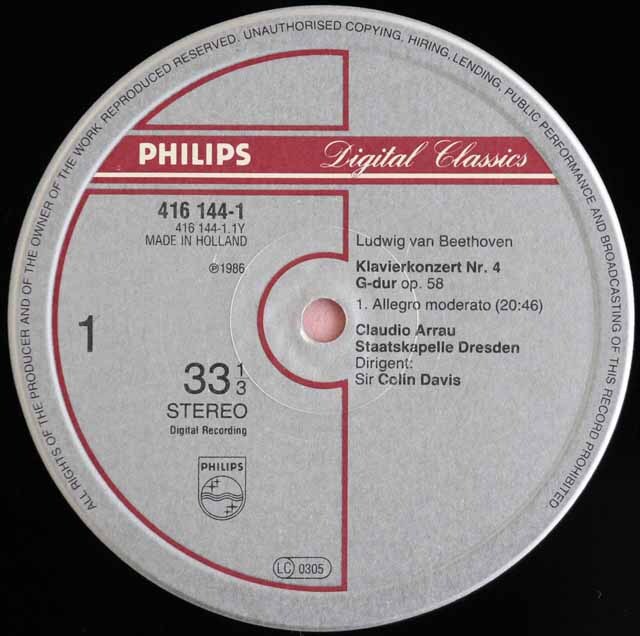 ALL RIGHTS OF THE PRODUCER AND OF THE OWNER OF THE WORK REPRODUCED RESERVED. UNAUTHORISED COPYING, HIRING, LENDING, PUBLIC PERFORMANCE AND BROADCASTING OF THIS RECORD PROHIBITED.
PHILIPS Digital Classics
416 144-1
416 144-1.1Y
MADE IN HOLLAND
℗1986
1
33 1/3
STEREO
Digital Recording
PHILIPS
LC 0305
Ludwig van Beethoven
Klavierkonzert Nr. 4
G-dur op. 58
1. Allegro moderato (20:46)
Claudio Arrau
Staatskapelle Dresden
Dirigent:
Sir Colin Davis